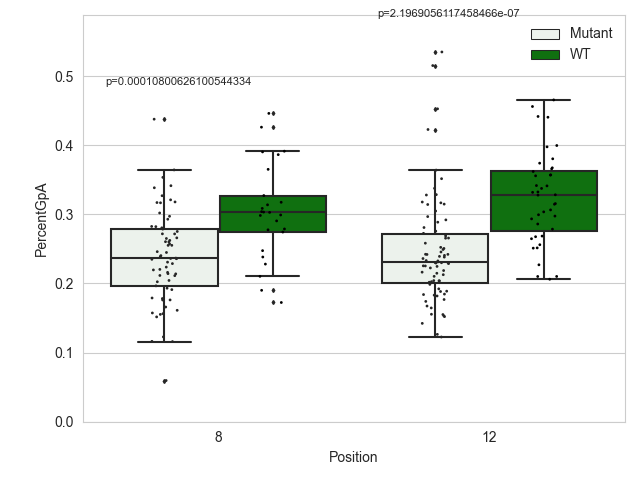 p=2.1969056117458466e-07
Mutant
WT
p=0.00010800626100544334
0.5
0.4
0.3
0.2
0.1
0.0
PercentGpA
8
12
Position